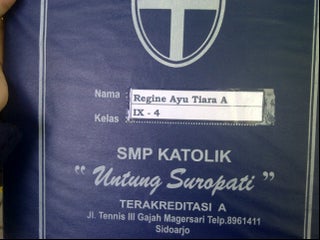 Nama : Regine Ayu Tiara A
Kelas : IX - 4
SMP KATOLIK
" Untung Suropati "
TERAKREDITASI A
Jl. Tennis III Gajah Magersari Telp.8961411
Sidoarjo